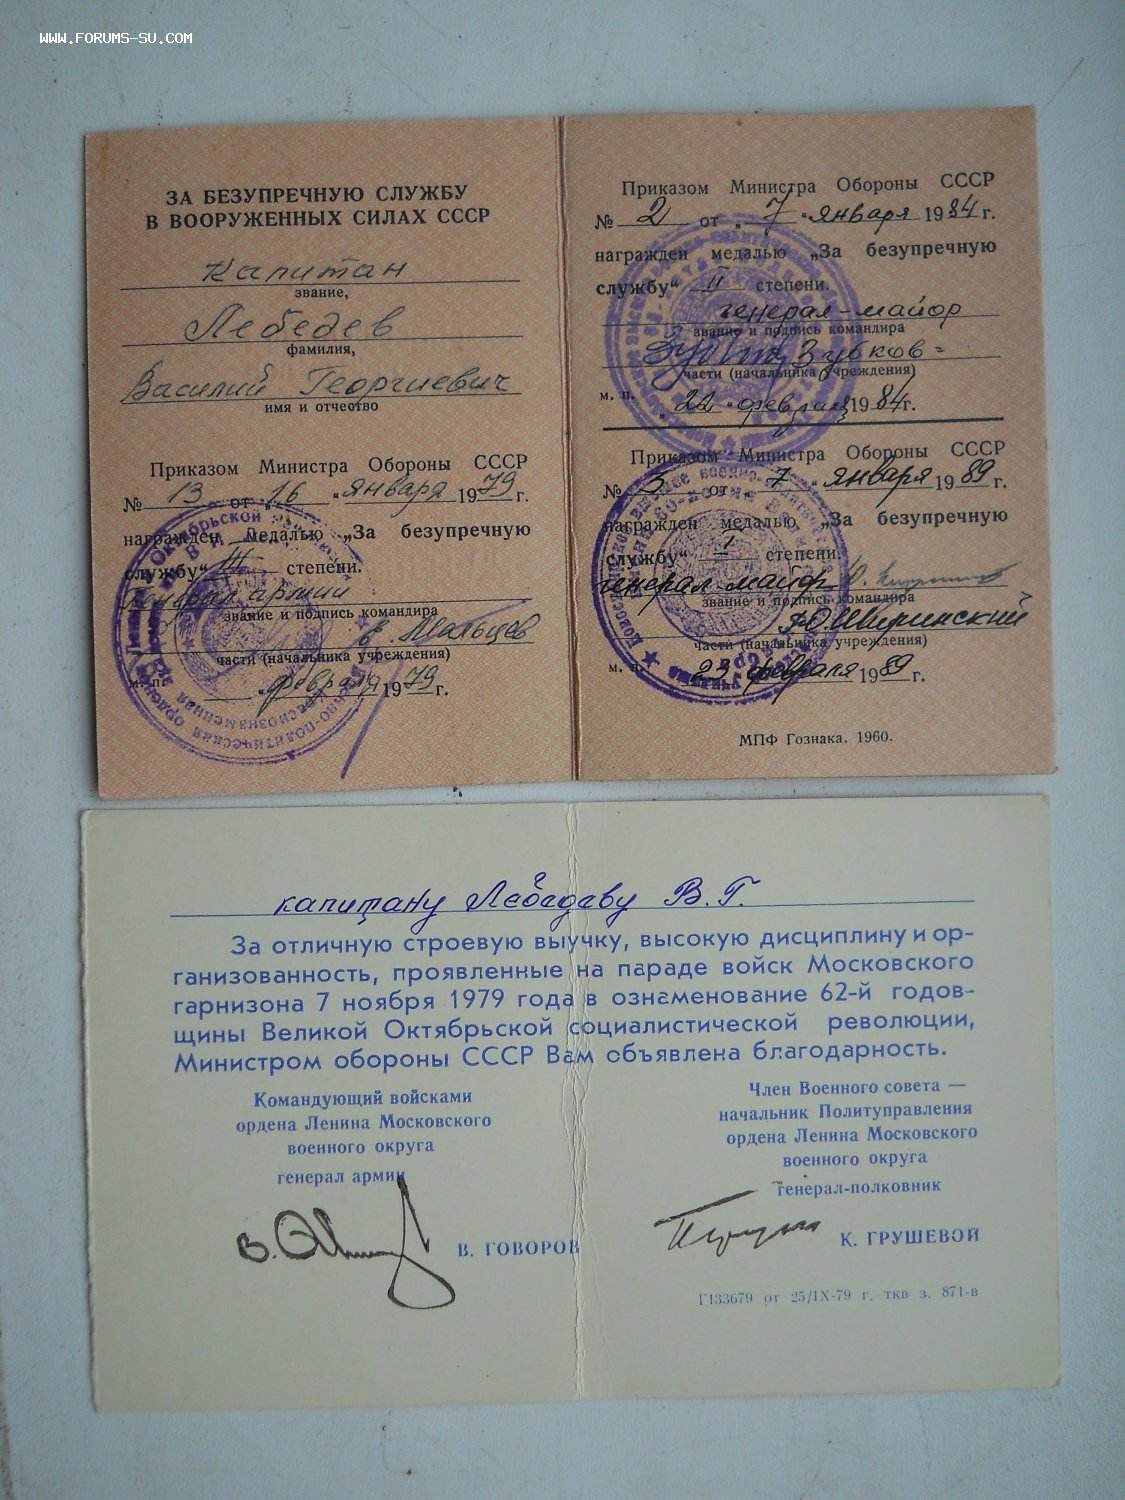 www.forums-su.com
ЗА БЕЗУПРЕЧНУЮ СЛУЖБУ
В ВООРУЖЕННЫХ СИЛАХ СССР
Капитан
звание,
Лебедев
фамилия,
Василий Георгиевич
имя и отчество
Приказом Министра Обороны СССР
№ 13 от „16“ января 1979 г.
награжден медалью „За безупречную
службу“ III степени.
Генерал армии
звание и подпись командира
Е. Мальцев
части (начальника учреждения)
м. п.
февраля 1979 г.
Приказом Министра Обороны СССР
№ 2 от „7“ января 1984 г.
награжден медалью „За безупречную
службу“ II степени.
генерал-майор
звание и подпись командира
Зубков
части (начальника учреждения)
м. п.
„22“ февраля 1984 г.
Приказом Министра Обороны СССР
№ 3 от „7“ января 1989 г.
награжден медалью „За безупречную
службу“ I степени.
генерал-майор
звание и подпись командира
части (начальника учреждения)
м. п. 23 февраля 1989 г.
МПФ Гознака. 1960.
капитану Лебедеву В. Г.
За отличную строевую выучку, высокую дисциплину и ор-
ганизованность, проявленные на параде войск Московского
гарнизона 7 ноября 1979 года в ознаменование 62-й годов-
щины Великой Октябрьской социалистической революции,
Министром обороны СССР Вам объявлена благодарность.
Командующий войсками
ордена Ленина Московского
военного округа
генерал армии
В. ГОВОРОВ
Член Военного совета —
начальник Политуправления
ордена Ленина Московского
военного округа
генерал-полковник
К. ГРУШЕВОЙ
Г133679 от 25/IX-79 г. ткв з. 871-в